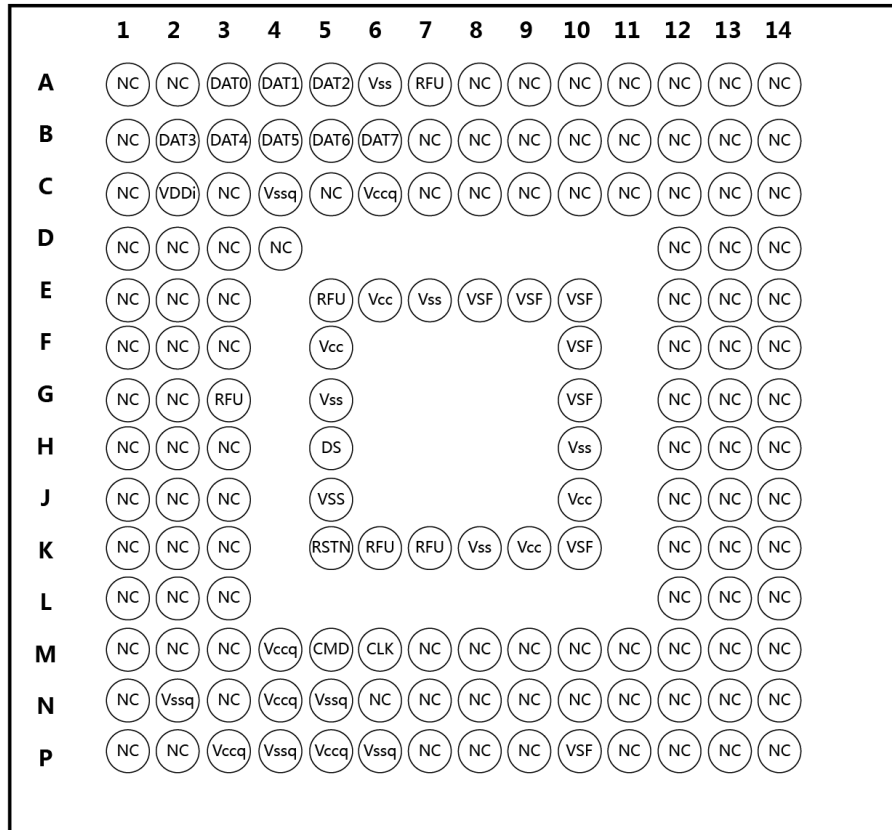 1 2 3 4 5 6 7 8 9 10 11 12 13 14
A NC NC DAT0 DAT1 DAT2 Vss RFU NC NC NC NC NC NC NC
B NC DAT3 DAT4 DAT5 DAT6 DAT7 NC NC NC NC NC NC NC NC
C NC VDDi NC Vssq NC Vccq NC NC NC NC NC NC NC NC
D NC NC NC NC NC NC NC
E NC NC NC RFU Vcc Vss VSF VSF VSF NC NC NC
F NC NC NC Vcc VSF NC NC NC
G NC NC RFU Vss VSF NC NC NC
H NC NC NC DS Vss NC NC NC
J NC NC NC VSS Vcc NC NC NC
K NC NC NC RSTN RFU RFU Vss Vcc VSF NC NC NC
L NC NC NC NC NC NC
M NC NC NC Vccq CMD CLK NC NC NC NC NC NC NC NC
N NC Vssq NC Vccq Vssq NC NC NC NC NC NC NC NC NC
P NC NC Vccq Vssq Vccq Vssq NC NC NC VSF NC NC NC NC